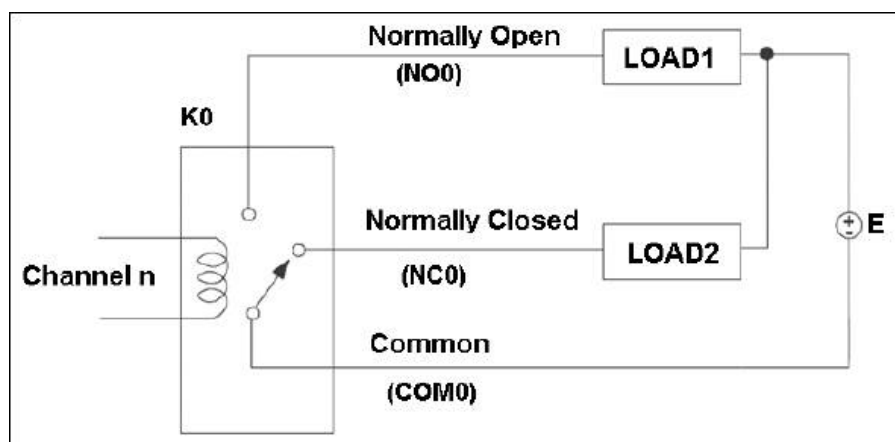 Normally Open
(NO0)
LOAD1
K0
Normally Closed
(NC0)
LOAD2
E
Channel n
Common
(COM0)